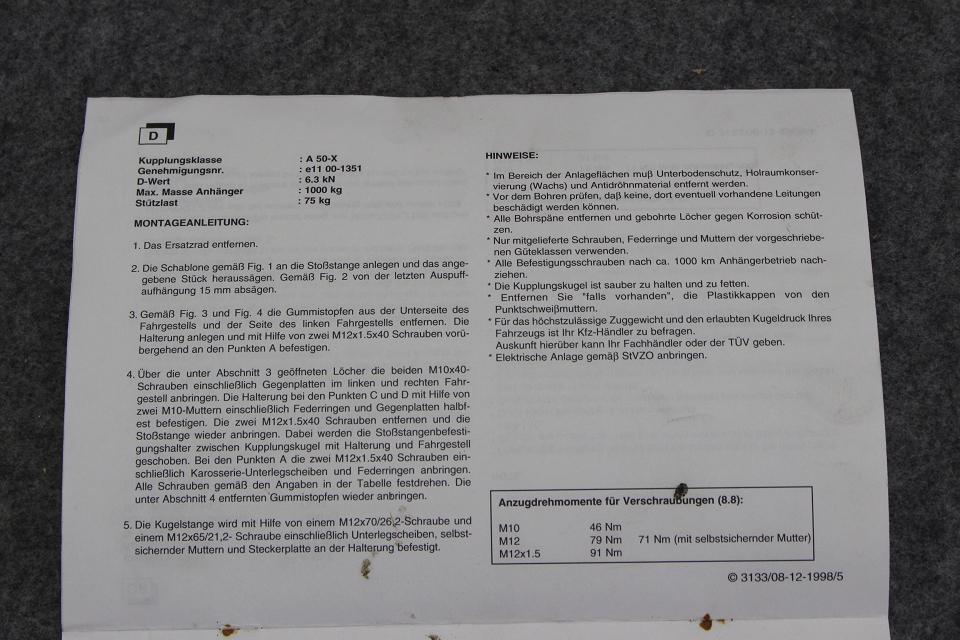 D
Kupplungsklasse : A 50-X
Genehmigungsnr. : e11 00-1351
D-Wert : 6.3 kN
Max. Masse Anhänger : 1000 kg
Stützlast : 75 kg
MONTAGEANLEITUNG:
1. Das Ersatzrad entfernen.
2. Die Schablone gemäß Fig. 1 an die Stoßstange anlegen und das ange-
gebene Stück heraussägen. Gemäß Fig. 2 von der letzten Auspuff-
aufhängung 15 mm absägen.
3. Gemäß Fig. 3 und Fig. 4 die Gummistopfen aus der Unterseite des
Fahrgestells und der Seite des linken Fahrgestells entfernen. Die
Halterung anlegen und mit Hilfe von zwei M12x1.5x40 Schrauben vorü-
bergehend an den Punkten A befestigen.
4. Über die unter Abschnitt 3 geöffneten Löcher die beiden M10x40-
Schrauben einschließlich Gegenplatten im linken und rechten Fahr-
gestell anbringen. Die Halterung bei den Punkten C und D mit Hilfe von
zwei M10-Muttern einschließlich Federringen und Gegenplatten halbf-
est befestigen. Die zwei M12x1.5x40 Schrauben entfernen und die
Stoßstange wieder anbringen. Dabei werden die Stoßstangenbefesti-
gungshalter zwischen Kupplungskugel mit Halterung und Fahrgestell
geschoben. Bei den Punkten A die zwei M12x1.5x40 Schrauben ein-
schließlich Karosserie-Unterlegscheiben und Federringen anbringen.
Alle Schrauben gemäß den Angaben in der Tabelle festdrehen. Die
unter Abschnitt 4 entfernten Gummistopfen wieder anbringen.
5. Die Kugelstange wird mit Hilfe von einem M12x70/26,2-Schraube und
einem M12x65/21,2- Schraube einschließlich Unterlegscheiben, selbst-
sichernder Muttern und Steckerplatte an der Halterung befestigt.
HINWEISE:
* Im Bereich der Anlageflächen muß Unterbodenschutz, Holraumkonser-
vierung (Wachs) und Antidröhnmaterial entfernt werden.
* Vor dem Bohren prüfen, daß keine, dort eventuell vorhandene Leitungen
beschädigt werden können.
* Alle Bohrspäne entfernen und gebohrte Löcher gegen Korrosion schüt-
zen.
* Nur mitgelieferte Schrauben, Federringe und Muttern der vorgeschriebe-
nen Güteklassen verwenden.
* Alle Befestigungsschrauben nach ca. 1000 km Anhängerbetrieb nach-
ziehen.
* Die Kupplungskugel ist sauber zu halten und zu fetten.
* Entfernen Sie "falls vorhanden", die Plastikkappen von den
Punktschweißmuttern.
* Für das höchstzulässige Zuggewicht und den erlaubten Kugeldruck Ihres
Fahrzeugs ist Ihr Kfz-Händler zu befragen.
Auskunft hierüber kann Ihr Fachhändler oder der TÜV geben.
* Elektrische Anlage gemäß StVZO anbringen.
Anzugdrehmomente für Verschraubungen (8.8):
M10 46 Nm
M12 79 Nm 71 Nm (mit selbstsichernder Mutter)
M12x1.5 91 Nm
© 3133/08-12-1998/5